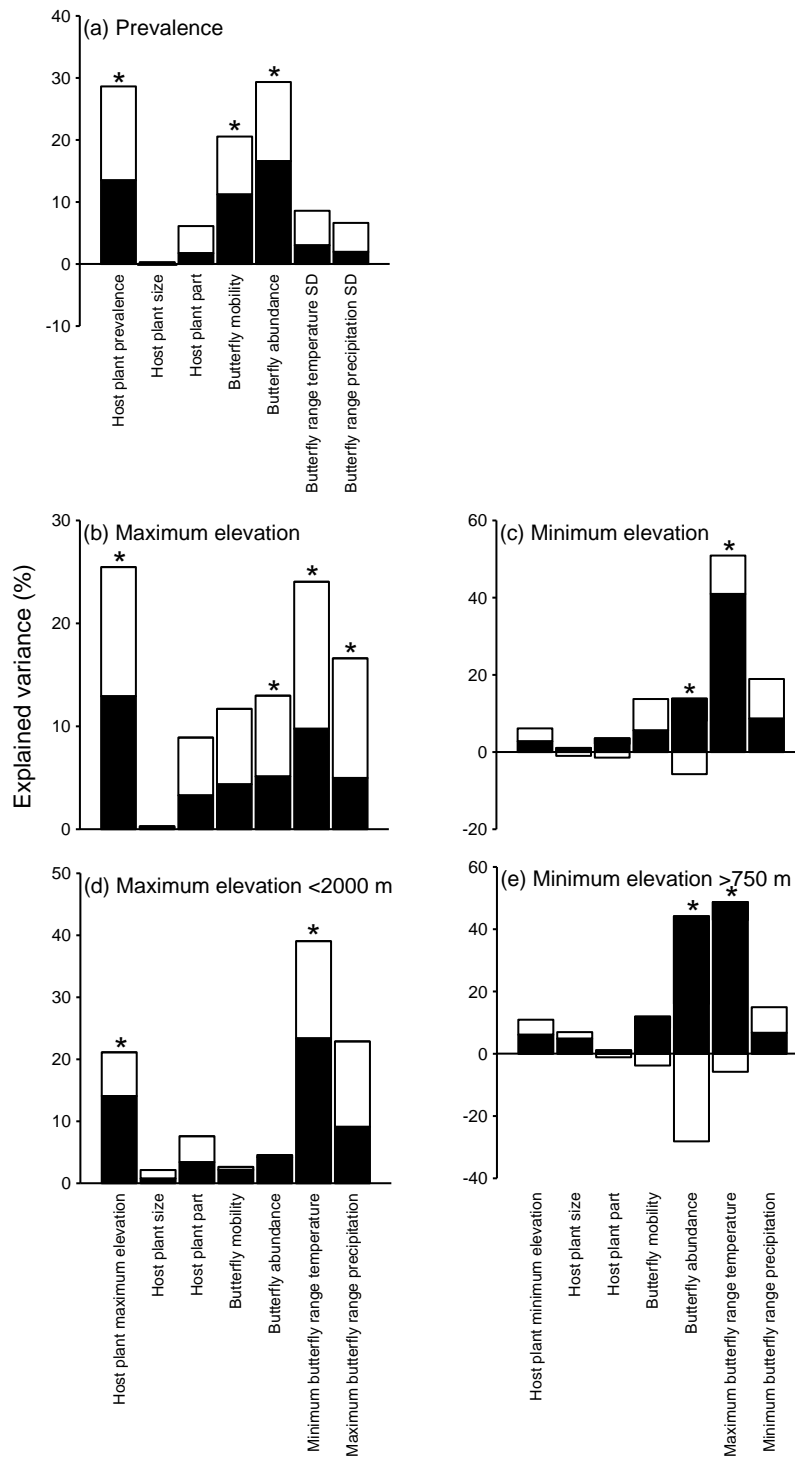 (a) Prevalence
40
*
*
*
30
20
10
0
-10
Host plant prevalence
Host plant size
Host plant part
Butterfly mobility
Butterfly abundance
Butterfly range temperature SD
Butterfly range precipitation SD
Explained variance (%)
(b) Maximum elevation
30
*
*
*
*
20
10
0
(c) Minimum elevation
60
*
*
40
20
0
-20
(d) Maximum elevation <2000 m
50
*
*
40
30
20
10
0
Host plant maximum elevation
Host plant size
Host plant part
Butterfly mobility
Butterfly abundance
Minimum butterfly range temperature
Maximum butterfly range precipitation
(e) Minimum elevation >750 m
60
*
*
40
20
0
-20
-40
Host plant minimum elevation
Host plant size
Host plant part
Butterfly mobility
Butterfly abundance
Maximum butterfly range temperature
Minimum butterfly range precipitation